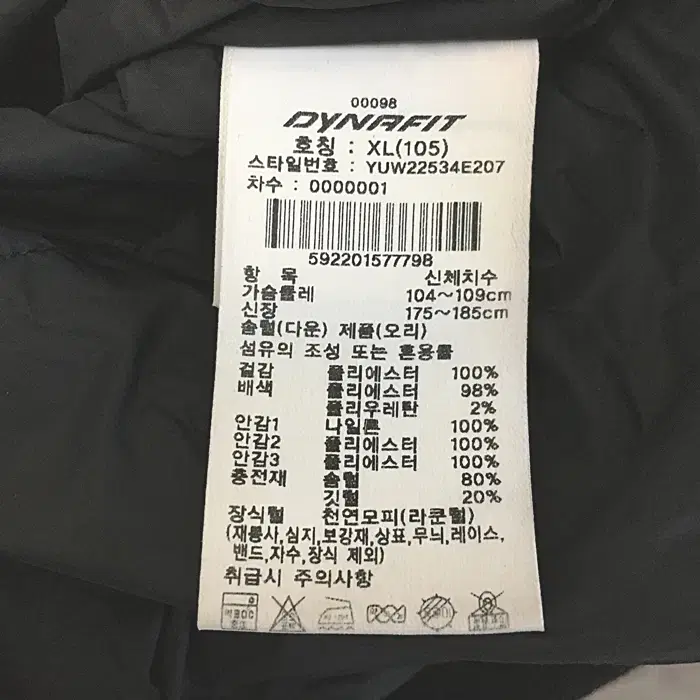 00098
DYNAFIT
호칭 : XL(105)
스타일번호 : YUW22534E207
차수 : 0000001
592201577798
항 목 신체치수
가슴둘레 104~109cm
신장 175~185cm
솜털(다운) 제품(오리)
섬유의 조성 또는 혼용률
겉감 폴리에스터 100%
배색 폴리에스터 98%
폴리우레탄 2%
안감1 나일론 100%
안감2 폴리에스터 100%
안감3 폴리에스터 100%
충전재 솜털 80%
깃털 20%
장식털 천연모피(라쿤털)
(재봉사,심지,보강재,상표,무늬,레이스,
밴드,자수,장식 제외)
취급시 주의사항